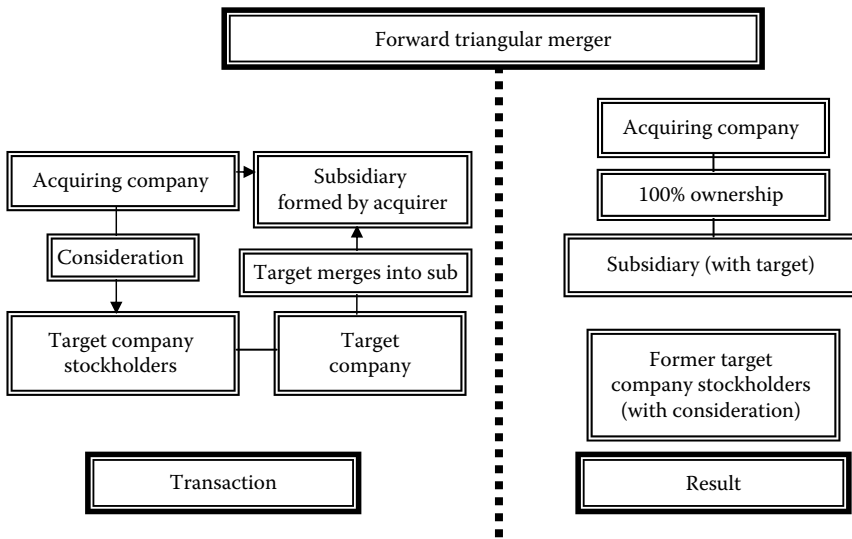 Forward triangular merger
Acquiring company
Subsidiary
formed by acquirer
Consideration
Target merges into sub
Target company
stockholders
Target
company
Transaction
Acquiring company
100% ownership
Subsidiary (with target)
Former target
company stockholders
(with consideration)
Result